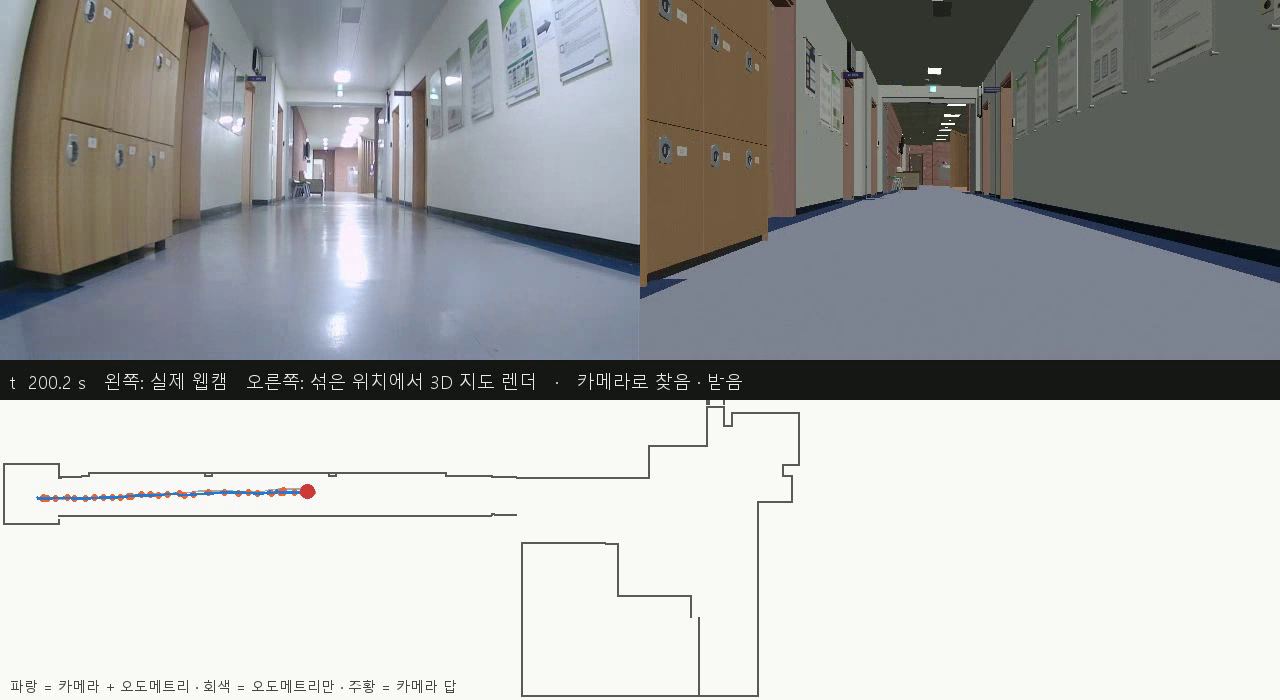 t 200.2 s 왼쪽: 실제 웹캠 오른쪽: 섞은 위치에서 3D 지도 렌더 · 카메라로 찾음 · 받음
파랑 = 카메라 + 오도메트리 · 회색 = 오도메트리만 · 주황 = 카메라 답